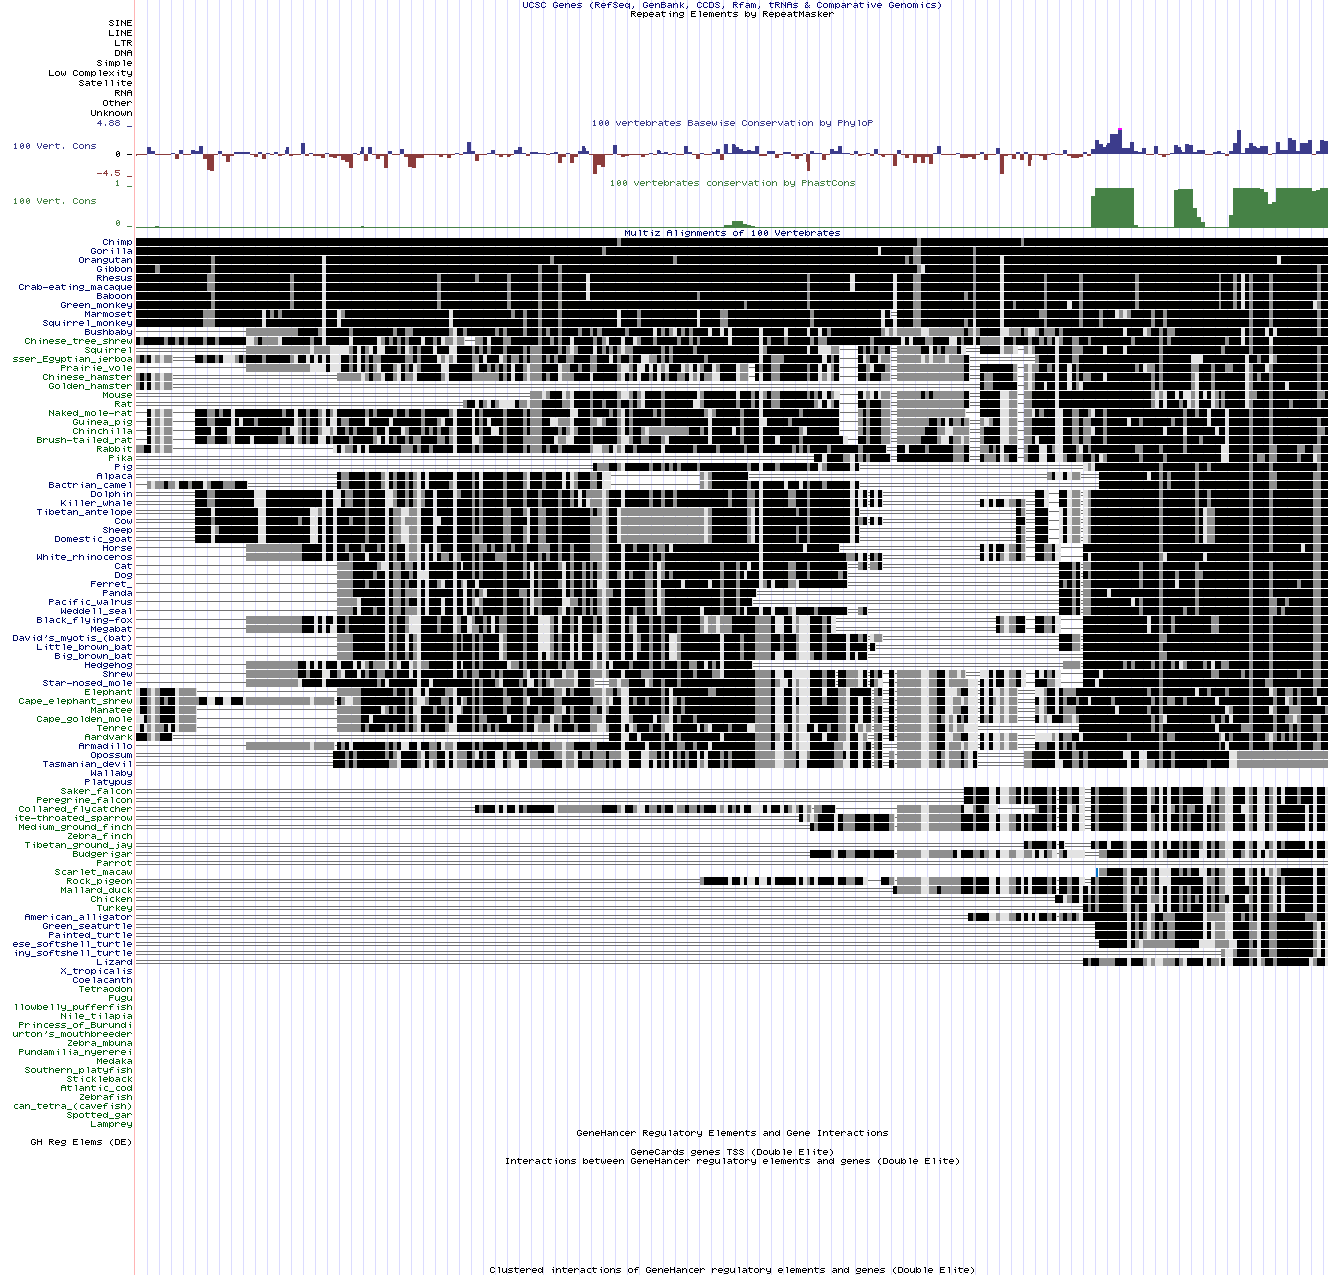 UCSC Genes (RefSeq, GenBank, CCDS, Rfam, tRNAs & Comparative Genomics)
Repeating Elements by RepeatMasker
SINE
LINE
LTR
DNA
Simple
Low Complexity
Satellite
RNA
Other
Unknown
4.88 _
100 vertebrates Basewise Conservation by PhyloP
100 Vert. Cons
0 _
-4.5 _
1 _
100 vertebrates conservation by PhastCons
100 Vert. Cons
0 _
Multiz Alignments of 100 Vertebrates
Chimp
Gorilla
Orangutan
Gibbon
Rhesus
Crab-eating_macaque
Baboon
Green_monkey
Marmoset
Squirrel_monkey
Bushbaby
Chinese_tree_shrew
Squirrel
sser_Egyptian_jerboa
Prairie_vole
Chinese_hamster
Golden_hamster
Mouse
Rat
Naked_mole-rat
Guinea_pig
Chinchilla
Brush-tailed_rat
Rabbit
Pika
Pig
Alpaca
Bactrian_camel
Dolphin
Killer_whale
Tibetan_antelope
Cow
Sheep
Domestic_goat
Horse
White_rhinoceros
Cat
Dog
Ferret_
Panda
Pacific_walrus
Weddell_seal
Black_flying-fox
Megabat
David's_myotis_(bat)
Little_brown_bat
Big_brown_bat
Hedgehog
Shrew
Star-nosed_mole
Elephant
Cape_elephant_shrew
Manatee
Cape_golden_mole
Tenrec
Aardvark
Armadillo
Opossum
Tasmanian_devil
Wallaby
Platypus
Saker_falcon
Peregrine_falcon
Collared_flycatcher
ite-throated_sparrow
Medium_ground_finch
Zebra_finch
Tibetan_ground_jay
Budgerigar
Parrot
Scarlet_macaw
Rock_pigeon
Mallard_duck
Chicken
Turkey
American_alligator
Green_seaturtle
Painted_turtle
ese_softshell_turtle
iny_softshell_turtle
Lizard
X_tropicalis
Coelacanth
Tetraodon
Fugu
llowbelly_pufferfish
Nile_tilapia
Princess_of_Burundi
urton's_mouthbreeder
Zebra_mbuna
Pundamilia_nyererei
Medaka
Southern_platyfish
Stickleback
Atlantic_cod
Zebrafish
can_tetra_(cavefish)
Spotted_gar
Lamprey
GeneHancer Regulatory Elements and Gene Interactions
GH Reg Elems (DE)
GeneCards genes TSS (Double Elite)
Interactions between GeneHancer regulatory elements and genes (Double Elite)
Clustered interactions of GeneHancer regulatory elements and genes (Double Elite)